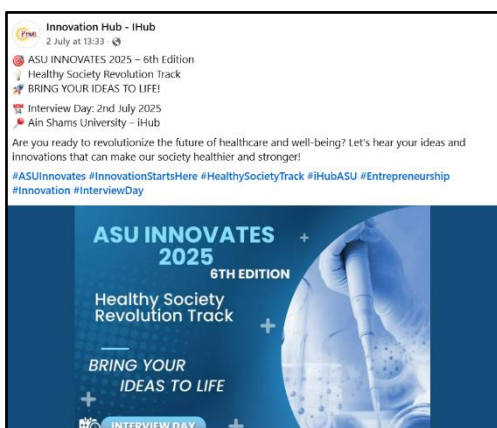 Innovation Hub - IHub
2 July at 13:33
ASU INNOVATES 2025 – 6th Edition
Healthy Society Revolution Track
BRING YOUR IDEAS TO LIFE!
Interview Day: 2nd July 2025
Ain Shams University – iHub
Are you ready to revolutionize the future of healthcare and well-being? Let's hear your ideas and
innovations that can make our society healthier and stronger!
#ASUInnovates #InnovationStartsHere #HealthySocietyTrack #iHubASU #Entrepreneurship
#Innovation #InterviewDay
ASU INNOVATES
2025
6TH EDITION
Healthy Society
Revolution Track
BRING YOUR
IDEAS TO LIFE
INTERVIEW DAY